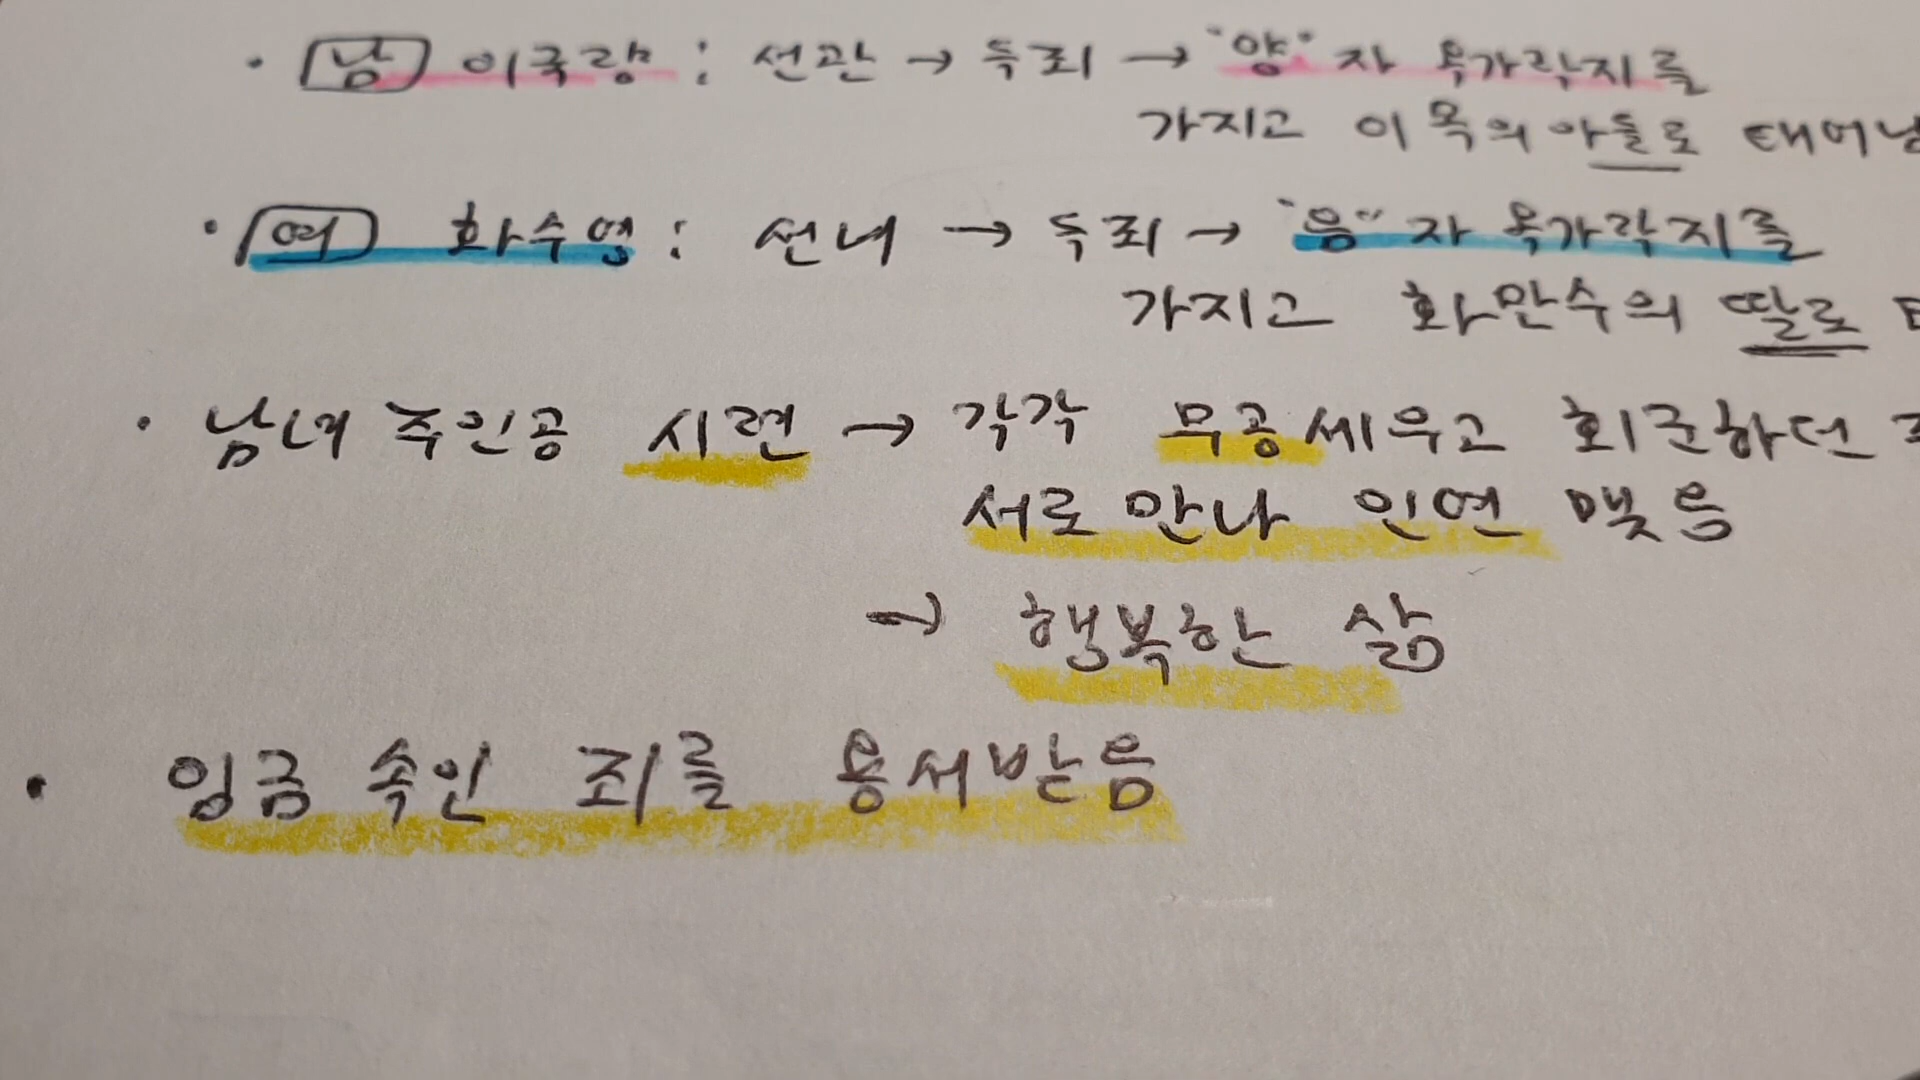 · 남 이국량 : 선관 → 득죄 → "양"자 옥가락지를
가지고 이목의 아들로 태어남
· 여 화수영 : 선녀 → 득죄 → "음"자 옥가락지를
가지고 화만수의 딸로
· 남녀 주인공 시련 → 각각 무공 세우고 회군하던
서로 만나 인연 맺음
→ 행복한 삶
· 임금 속인 죄를 용서받음